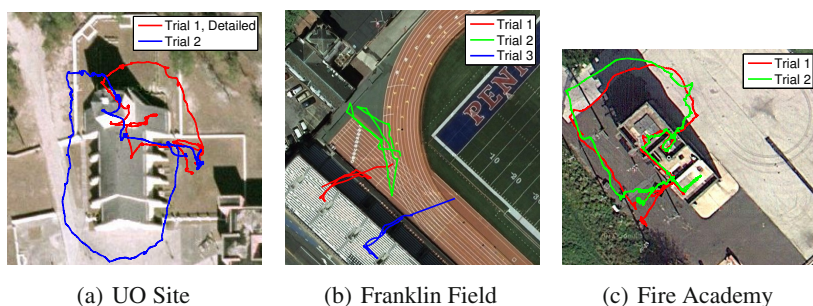 Trial 1, Detailed
Trial 2
Trial 1
Trial 2
Trial 3
Trial 1
Trial 2
PENN
10
20
(a) UO Site
(b) Franklin Field
(c) Fire Academy